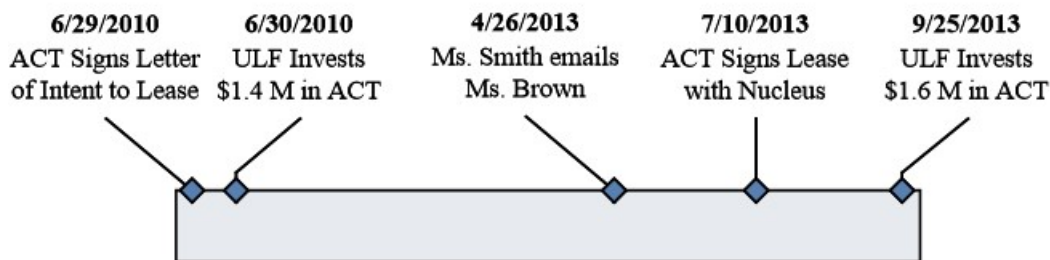 6/29/2010
ACT Signs Letter
of Intent to Lease
6/30/2010
ULF Invests
$1.4 M in ACT
4/26/2013
Ms. Smith emails
Ms. Brown
7/10/2013
ACT Signs Lease
with Nucleus
9/25/2013
ULF Invests
$1.6 M in ACT